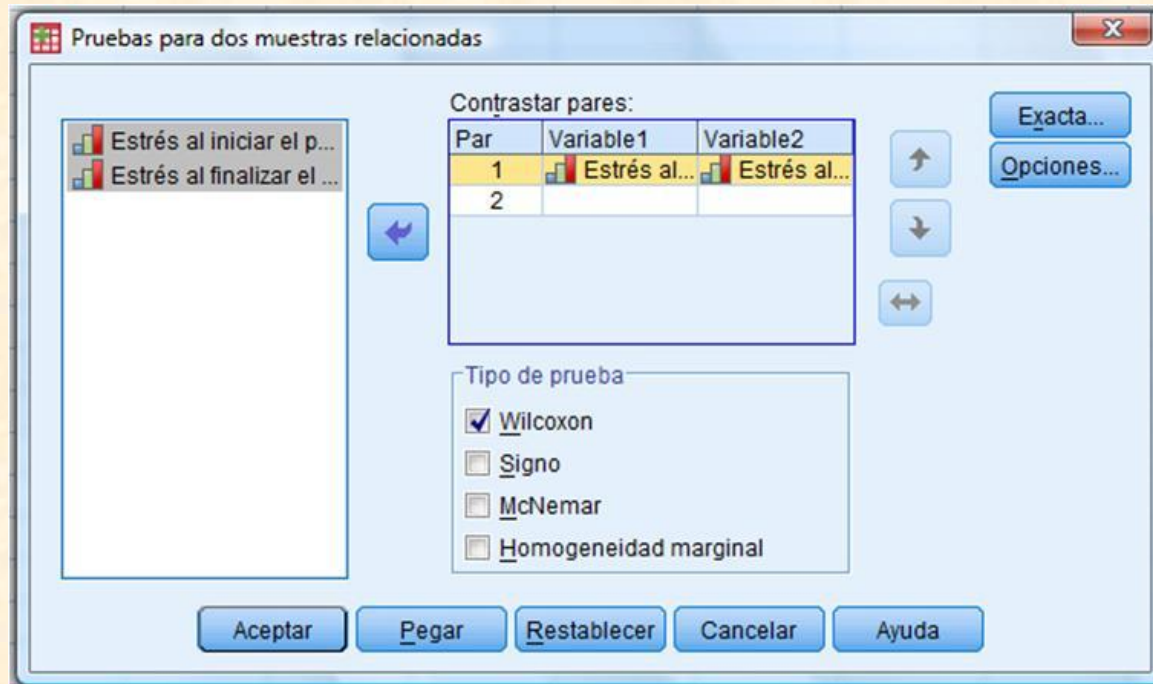 Pruebas para dos muestras relacionadas
Estrés al iniciar el p...
Estrés al finalizar el ...
Contrastar pares:
Par Variable1 Variable2
1 Estrés al... Estrés al...
2
Exacta...
Opciones...
Tipo de prueba
Wilcoxon
Signo
McNemar
Homogeneidad marginal
Aceptar Pegar Restablecer Cancelar Ayuda